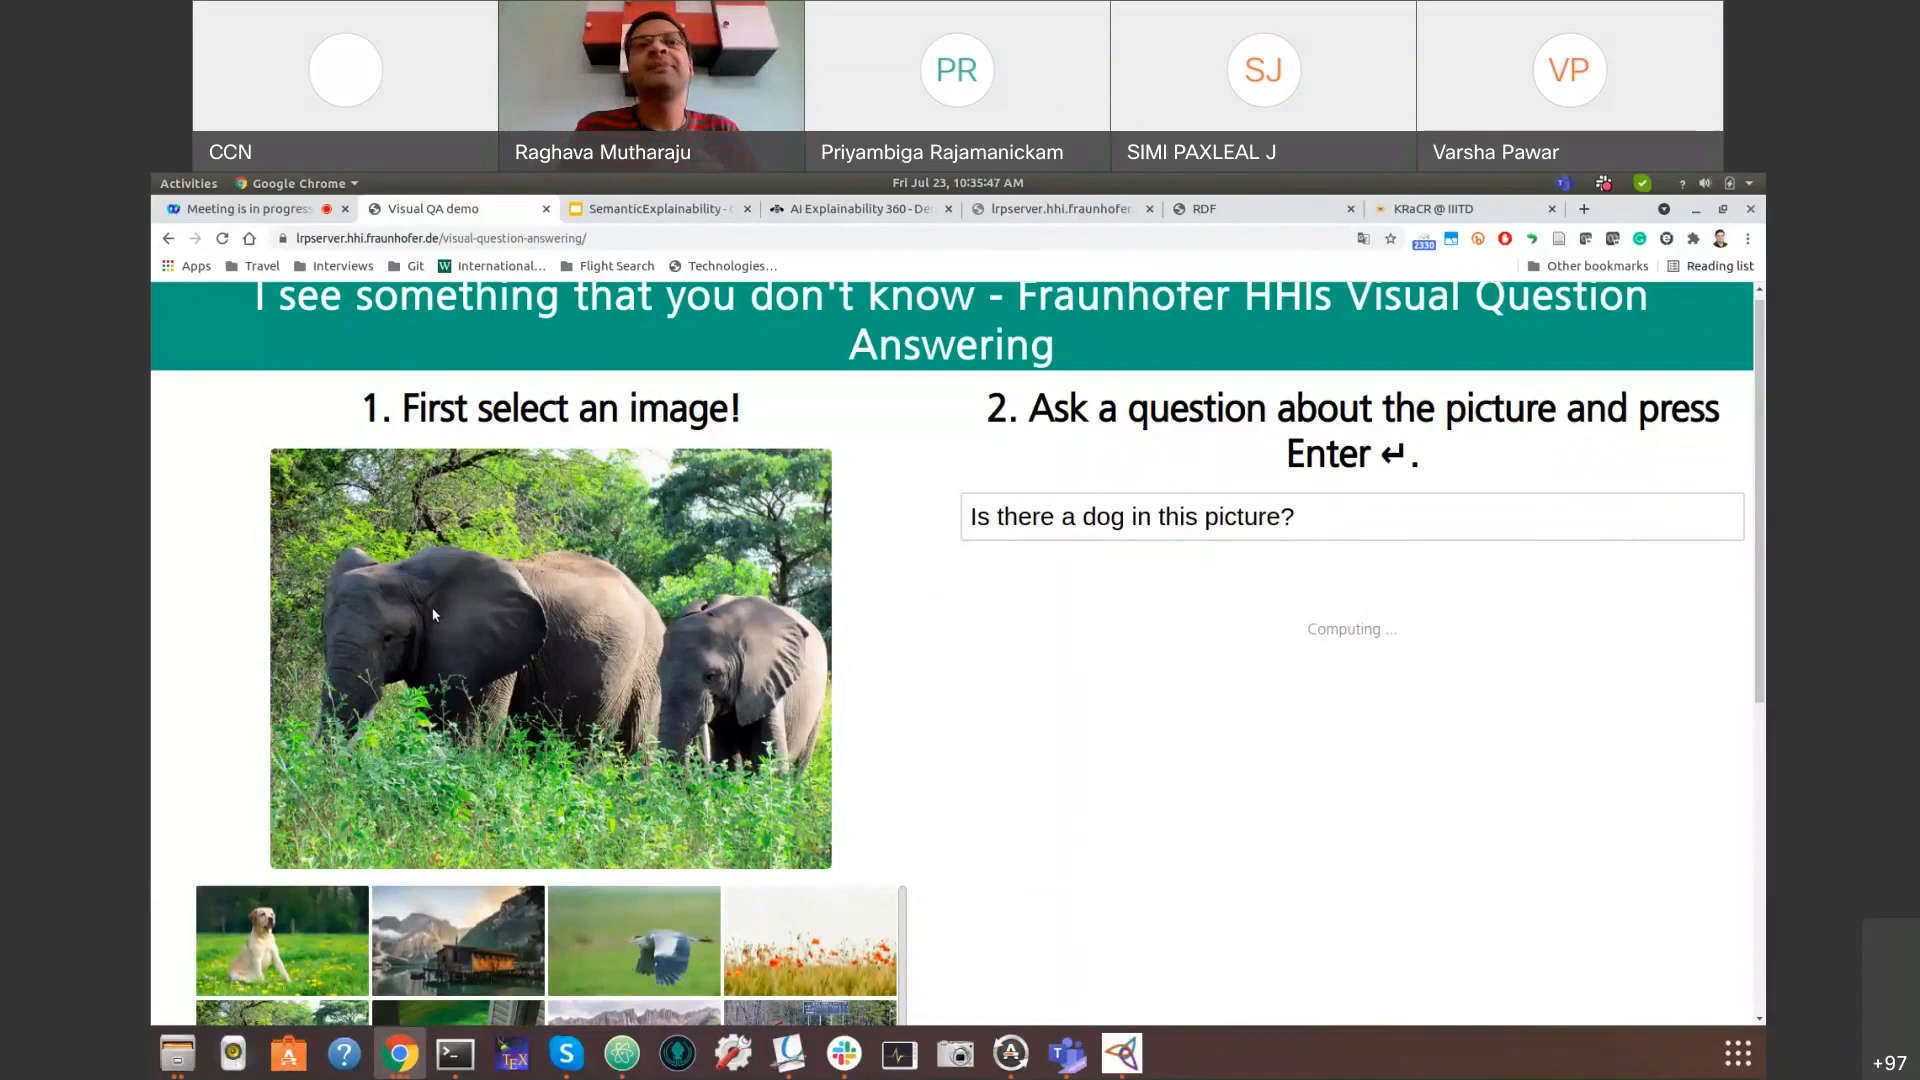 PR
SJ
VP
CCN
Raghava Mutharaju
Priyambiga Rajamanickam
SIMI PAXLEAL J
Varsha Pawar
Activities
Google Chrome
Fri Jul 23, 10:35:47 AM
Meeting is in progress
Visual QA demo
SemanticExplainability -
AI Explainability 360 - De
lrpserver.hhi.fraunhofer
RDF
KRaCR @ IIITD
lrpserver.hhi.fraunhofer.de/visual-question-answering/
2330
Apps
Travel
Interviews
Git
International...
Flight Search
Technologies...
Other bookmarks
Reading list
I see something that you don't know - Fraunhofer HHIs Visual Question
Answering
1. First select an image!
2. Ask a question about the picture and press
Enter ↵.
Is there a dog in this picture?
Computing ...
+97